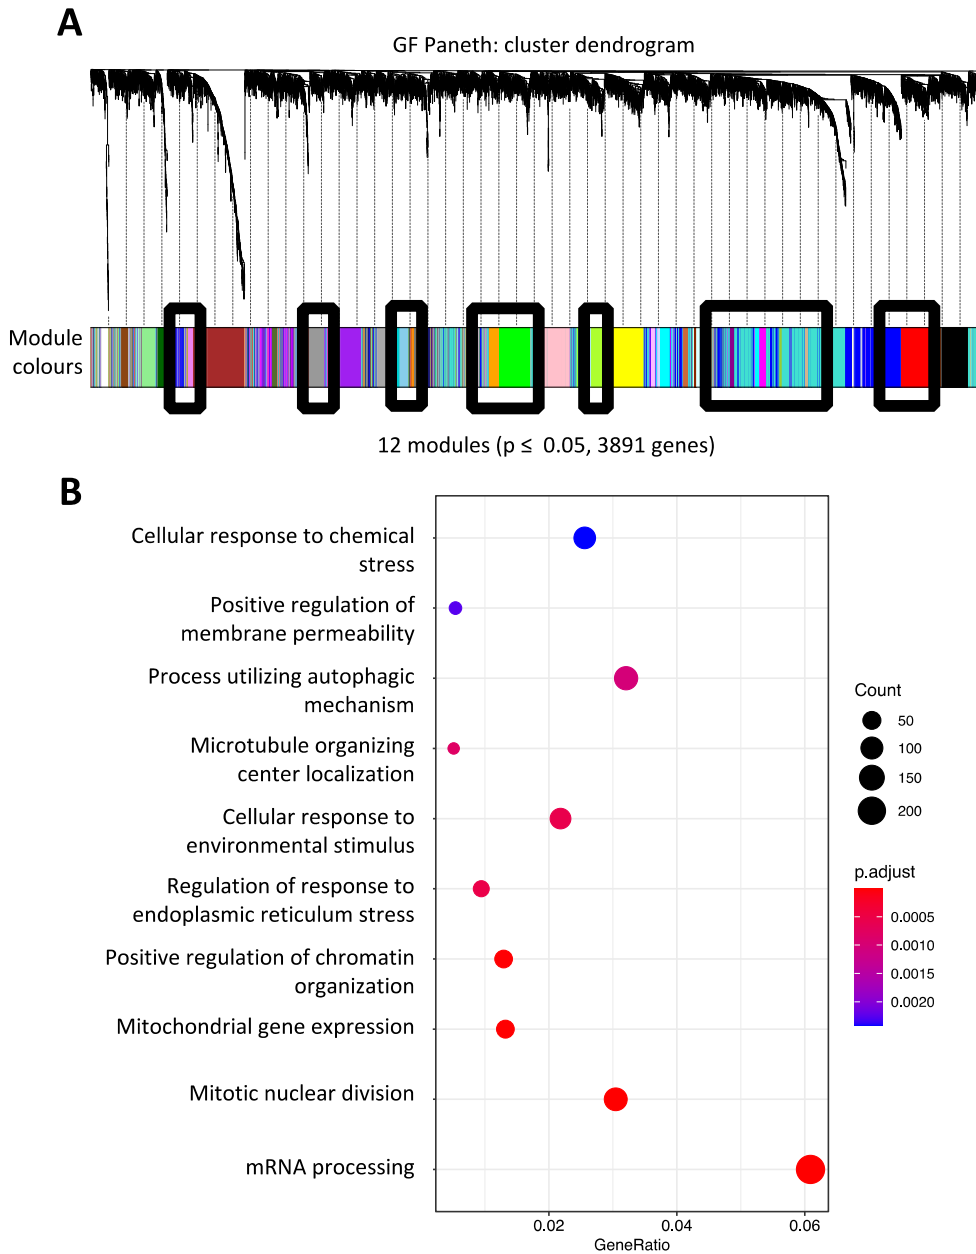 A
GF Paneth: cluster dendrogram
Module
colours
12 modules (p ≤ 0.05, 3891 genes)
B
Cellular response to chemical
stress
Positive regulation of
membrane permeability
Process utilizing autophagic
mechanism
Microtubule organizing
center localization
Cellular response to
environmental stimulus
Regulation of response to
endoplasmic reticulum stress
Positive regulation of chromatin
organization
Mitochondrial gene expression
Mitotic nuclear division
mRNA processing
0.02 0.04 0.06
GeneRatio
Count
50
100
150
200
p.adjust
0.0005
0.0010
0.0015
0.0020